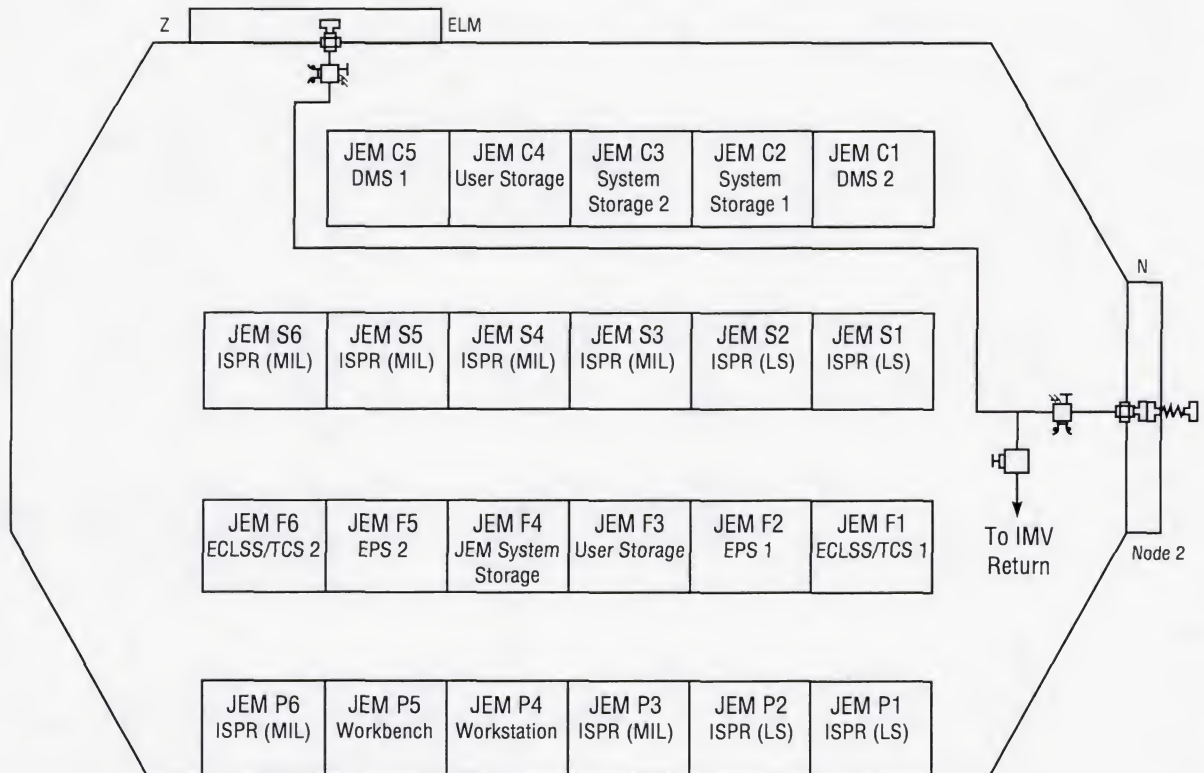 Z
ELM
JEM C5
DMS 1
JEM C4
User Storage
JEM C3
System
Storage 2
JEM C2
System
Storage 1
JEM C1
DMS 2
N
JEM S6
ISPR (MIL)
JEM S5
ISPR (MIL)
JEM S4
ISPR (MIL)
JEM S3
ISPR (MIL)
JEM S2
ISPR (LS)
JEM S1
ISPR (LS)
JEM F6
ECLSS/TCS 2
JEM F5
EPS 2
JEM F4
JEM System
Storage
JEM F3
User Storage
JEM F2
EPS 1
JEM F1
ECLSS/TCS 1
To IMV
Return
Node 2
JEM P6
ISPR (MIL)
JEM P5
Workbench
JEM P4
Workstation
JEM P3
ISPR (MIL)
JEM P2
ISPR (LS)
JEM P1
ISPR (LS)